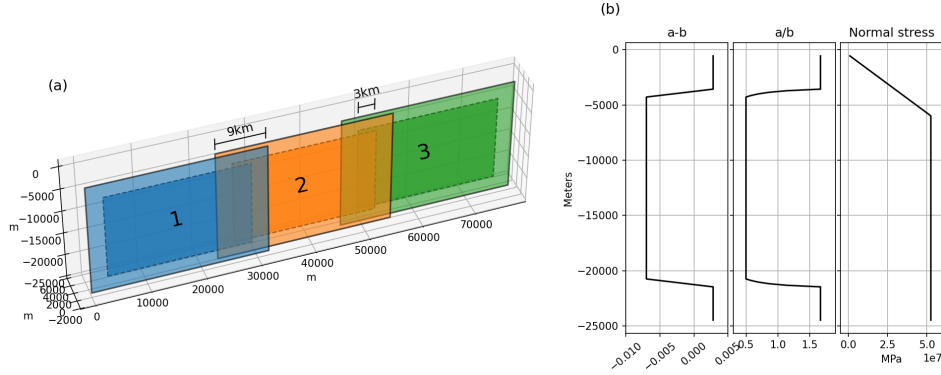 (a)
3km
9km
1
2
3
0
−5000
−10000
−15000
−20000
−25000
m
6000
4000
2000
0
−2000
m
0
10000
20000
30000
40000
50000
60000
70000
m
(b)
a-b
a/b
Normal stress
0
−5000
−10000
−15000
−20000
−25000
Meters
−0.010
−0.005
0.000
0.005
0.5
1.0
1.5
0.0
2.5
5.0
1e7
MPa